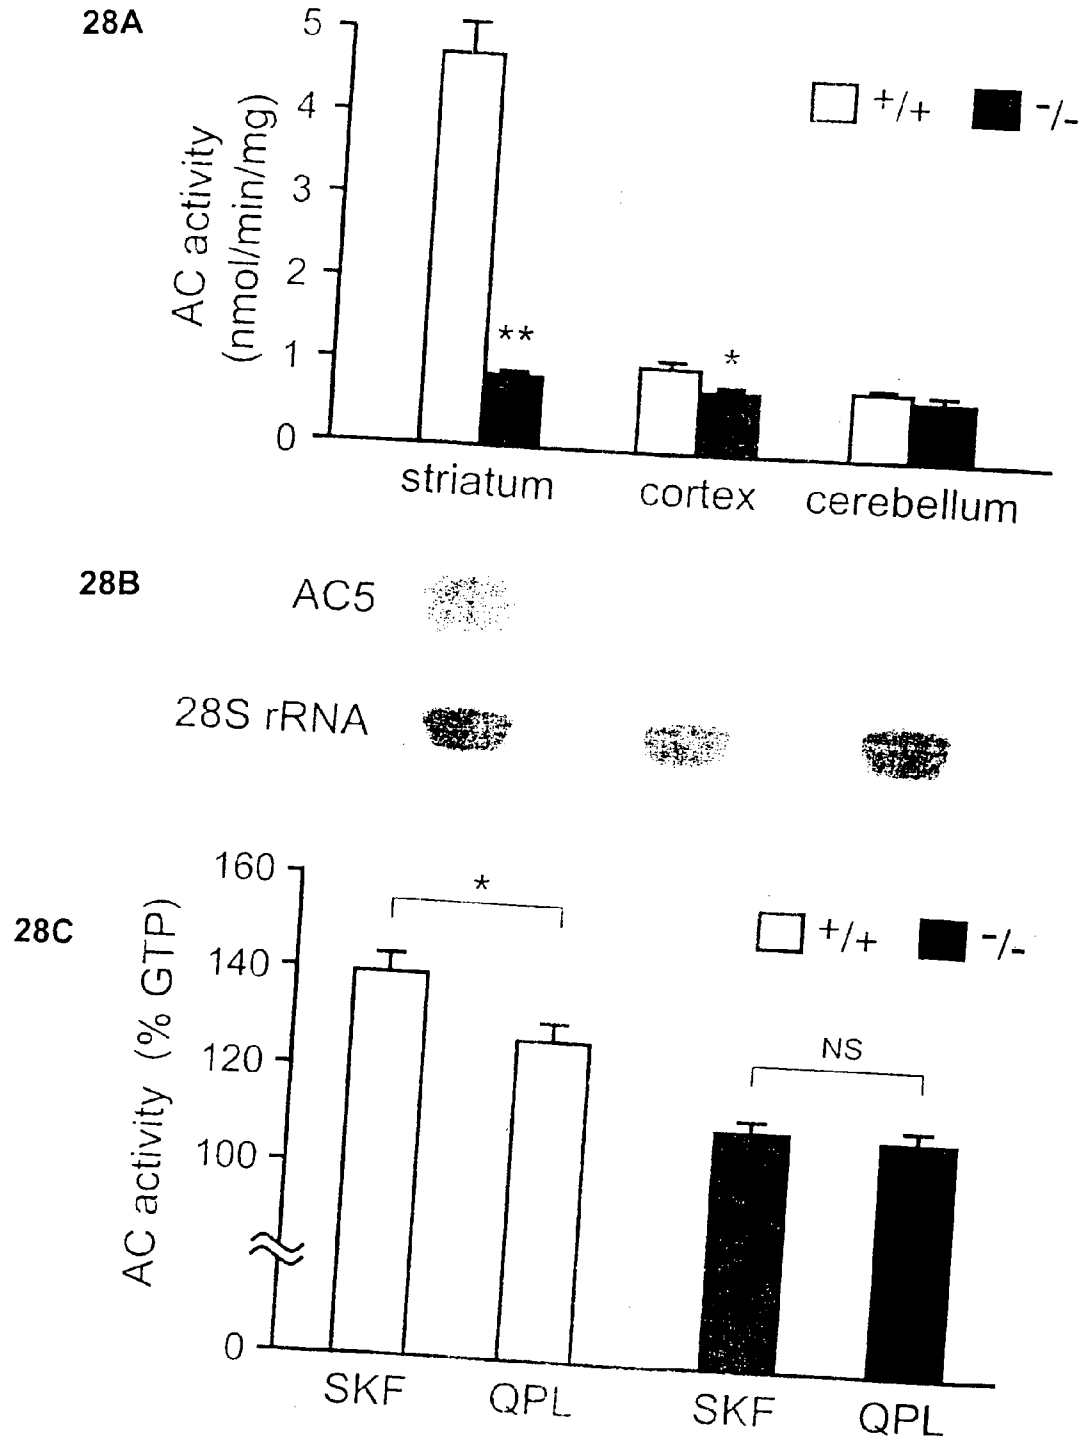 28A
5
4
3
2
1
0
AC activity
(nmol/min/mg)
+/+
-/-
**
*
striatum
cortex
cerebellum
28B
AC5
28S rRNA
28C
160
140
120
100
0
AC activity (% GTP)
*
+/+
-/-
NS
SKF
QPL
SKF
QPL